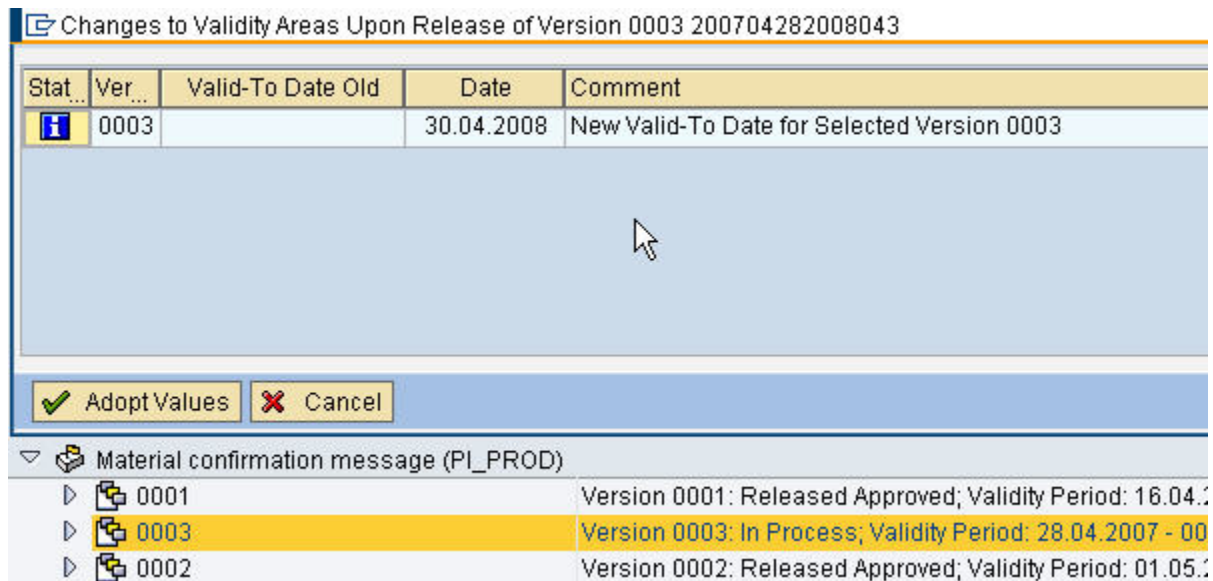 Changes to Validity Areas Upon Release of Version 0003 200704282008043
Stat... Ver... Valid-To Date Old Date Comment
0003 30.04.2008 New Valid-To Date for Selected Version 0003
Adopt Values Cancel
Material confirmation message (PI_PROD)
0001 Version 0001: Released Approved; Validity Period: 16.04.2
0003 Version 0003: In Process; Validity Period: 28.04.2007 - 00
0002 Version 0002: Released Approved; Validity Period: 01.05.2